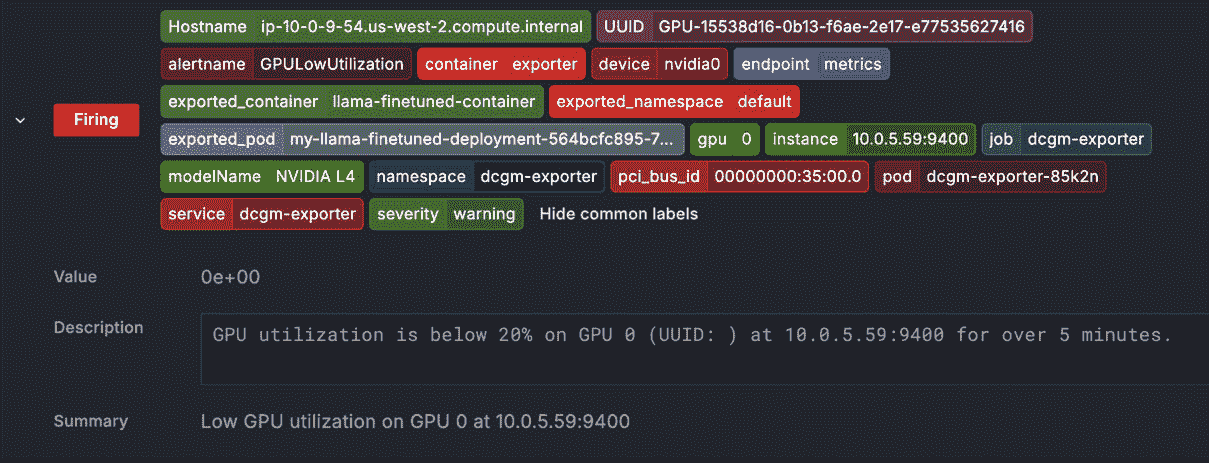 Hostname ip-10-0-9-54.us-west-2.compute.internal UUID GPU-15538d16-0b13-f6ae-2e17-e77535627416
alertname GPULowUtilization container exporter device nvidia0 endpoint metrics
exported_container llama-finetuned-container exported_namespace default
Firing
exported_pod my-llama-finetuned-deployment-564bcfc895-7... gpu 0 instance 10.0.5.59:9400 job dcgm-exporter
modelName NVIDIA L4 namespace dcgm-exporter pci_bus_id 00000000:35:00.0 pod dcgm-exporter-85k2n
service dcgm-exporter severity warning Hide common labels
Value 0e+00
Description GPU utilization is below 20% on GPU 0 (UUID: ) at 10.0.5.59:9400 for over 5 minutes.
Summary Low GPU utilization on GPU 0 at 10.0.5.59:9400